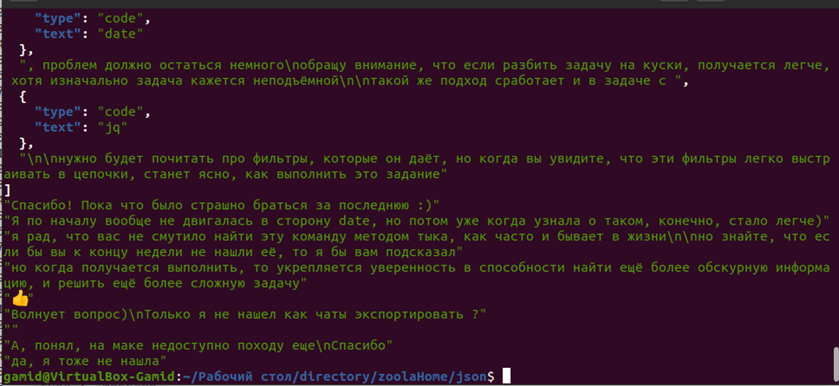 "type": "code",
"text": "date"
},
", проблем должно остаться немного\nобращу внимание, что если разбить задачу на куски, получается легче,
хотя изначально задача кажется неподъёмной\n\nтакой же подход сработает и в задаче с ",
{
"type": "code",
"text": "jq"
},
"\n\nнужно будет почитать про фильтры, которые он даёт, но когда вы увидите, что эти фильтры легко выстр
аивать в цепочки, станет ясно, как выполнить это задание"
]
"Спасибо! Пока что было страшно браться за последнюю :)"
"Я по началу вообще не двигалась в сторону date, но потом уже когда узнала о таком, конечно, стало легче)"
"я рад, что вас не смутило найти эту команду методом тыка, как часто и бывает в жизни\n\nно знайте, что ес
ли бы вы к концу недели не нашли её, то я бы вам подсказал"
"но когда получается выполнить, то укрепляется уверенность в способности найти ещё более обскурную информа
цию, и решить ещё более сложную задачу"
"👍"
"Волнует вопрос)\nТолько я не нашел как чаты экспортировать ?"
""
"А, понял, на маке недоступно походу еще\nСпасибо"
"да, я тоже не нашла"
gamid@VirtualBox-Gamid:~/Рабочий стол/directory/zoolaHome/json$